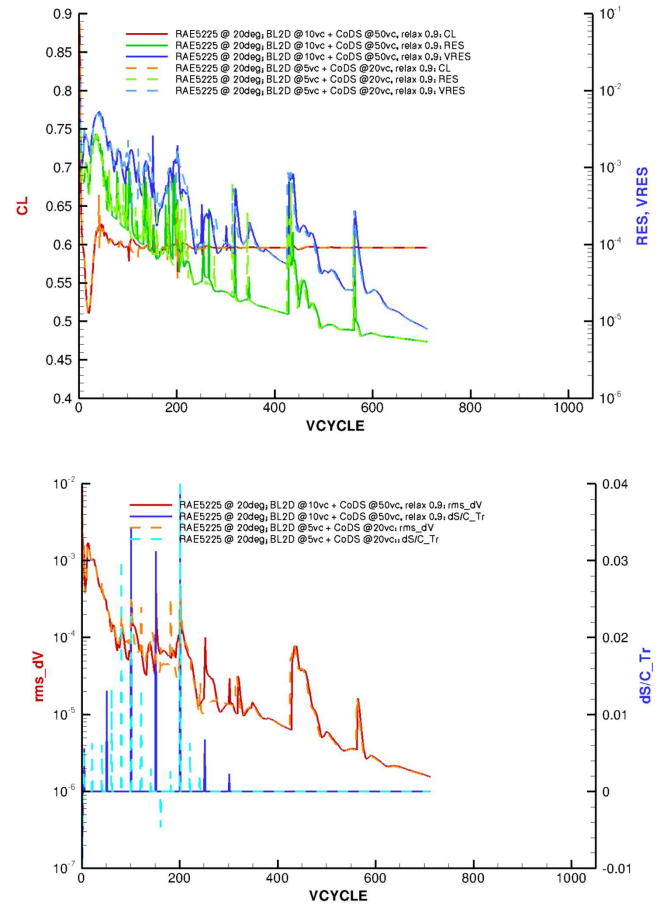 0.9
0.85
0.8
0.75
0.7
0.65
0.6
0.55
0.5
0.45
0.4
CL
RAE5225 @ 20deg; BL2D @10vc + CoDS @50vc, relax 0.9: CL
RAE5225 @ 20deg; BL2D @10vc + CoDS @50vc, relax 0.9: RES
RAE5225 @ 20deg; BL2D @10vc + CoDS @50vc, relax 0.9: VRES
RAE5225 @ 20deg; BL2D @5vc + CoDS @20vc, relax 0.9: CL
RAE5225 @ 20deg; BL2D @5vc + CoDS @20vc, relax 0.9: RES
RAE5225 @ 20deg; BL2D @5vc + CoDS @20vc, relax 0.9: VRES
10-1
10-2
10-3
10-4
10-5
10-6
RES, VRES
0 200 400 600 800 1000
VCYCLE
10-2
10-3
10-4
10-5
10-6
10-7
rms_dV
RAE5225 @ 20deg; BL2D @10vc + CoDS @50vc, relax 0.9: rms_dV
RAE5225 @ 20deg; BL2D @10vc + CoDS @50vc, relax 0.9: dS/C_Tr
RAE5225 @ 20deg; BL2D @5vc + CoDS @20vc: rms_dV
RAE5225 @ 20deg; BL2D @5vc + CoDS @20vc:: dS/C_Tr
0.04
0.03
0.02
0.01
0
-0.01
dS/C_Tr
0 200 400 600 800 1000
VCYCLE